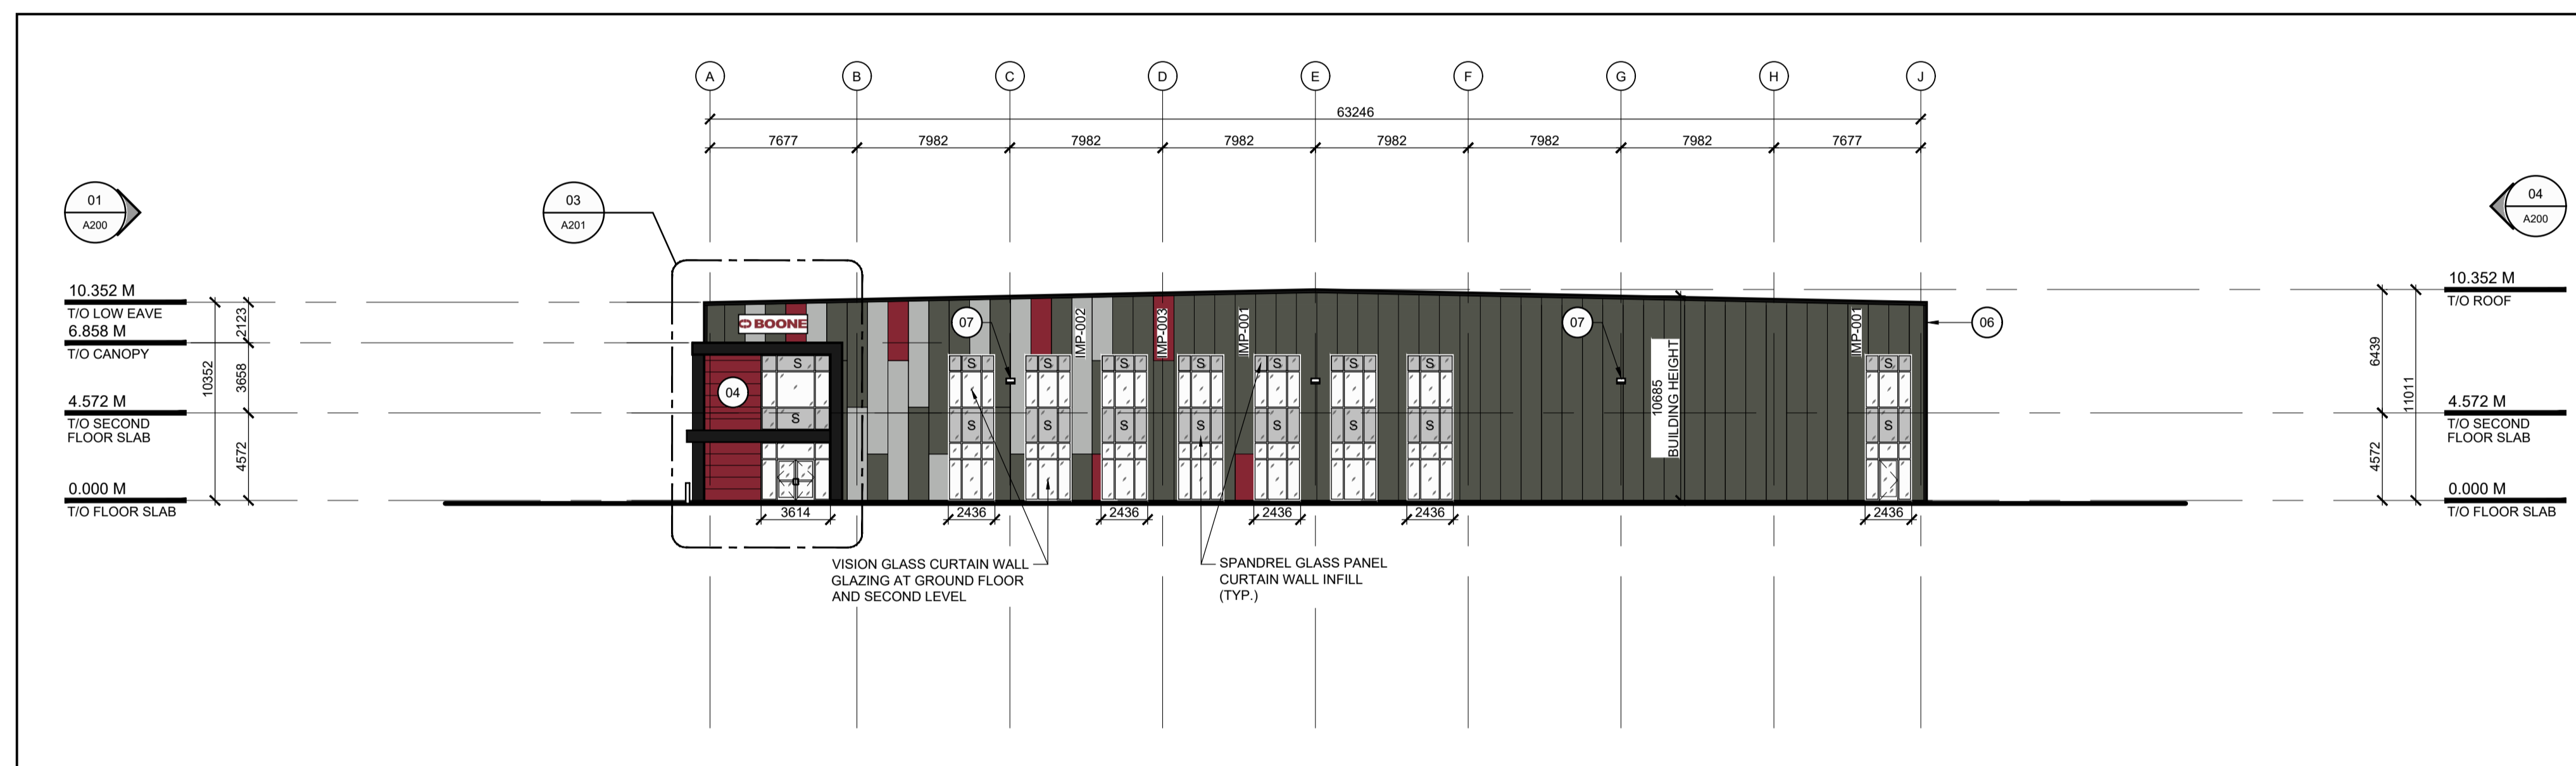 A B C D E F G H J
63246
7677 7982 7982 7982 7982 7982 7982 7677
01
A200
03
A201
04
A200
10.352 M
T/O LOW EAVE
6.858 M
T/O CANOPY
4.572 M
T/O SECOND
FLOOR SLAB
0.000 M
T/O FLOOR SLAB
10352
2123
3658
4572
BOONE
04
S
S
07
IMP-002
IMP-003
IMP-001
07
IMP-001
06
S S S S S S S S
S S S S S S S S
10685
BUILDING HEIGHT
3614 2436 2436 2436 2436 2436
VISION GLASS CURTAIN WALL
GLAZING AT GROUND FLOOR
AND SECOND LEVEL
SPANDREL GLASS PANEL
CURTAIN WALL INFILL
(TYP.)
6439
4572
11011
10.352 M
T/O ROOF
4.572 M
T/O SECOND
FLOOR SLAB
0.000 M
T/O FLOOR SLAB